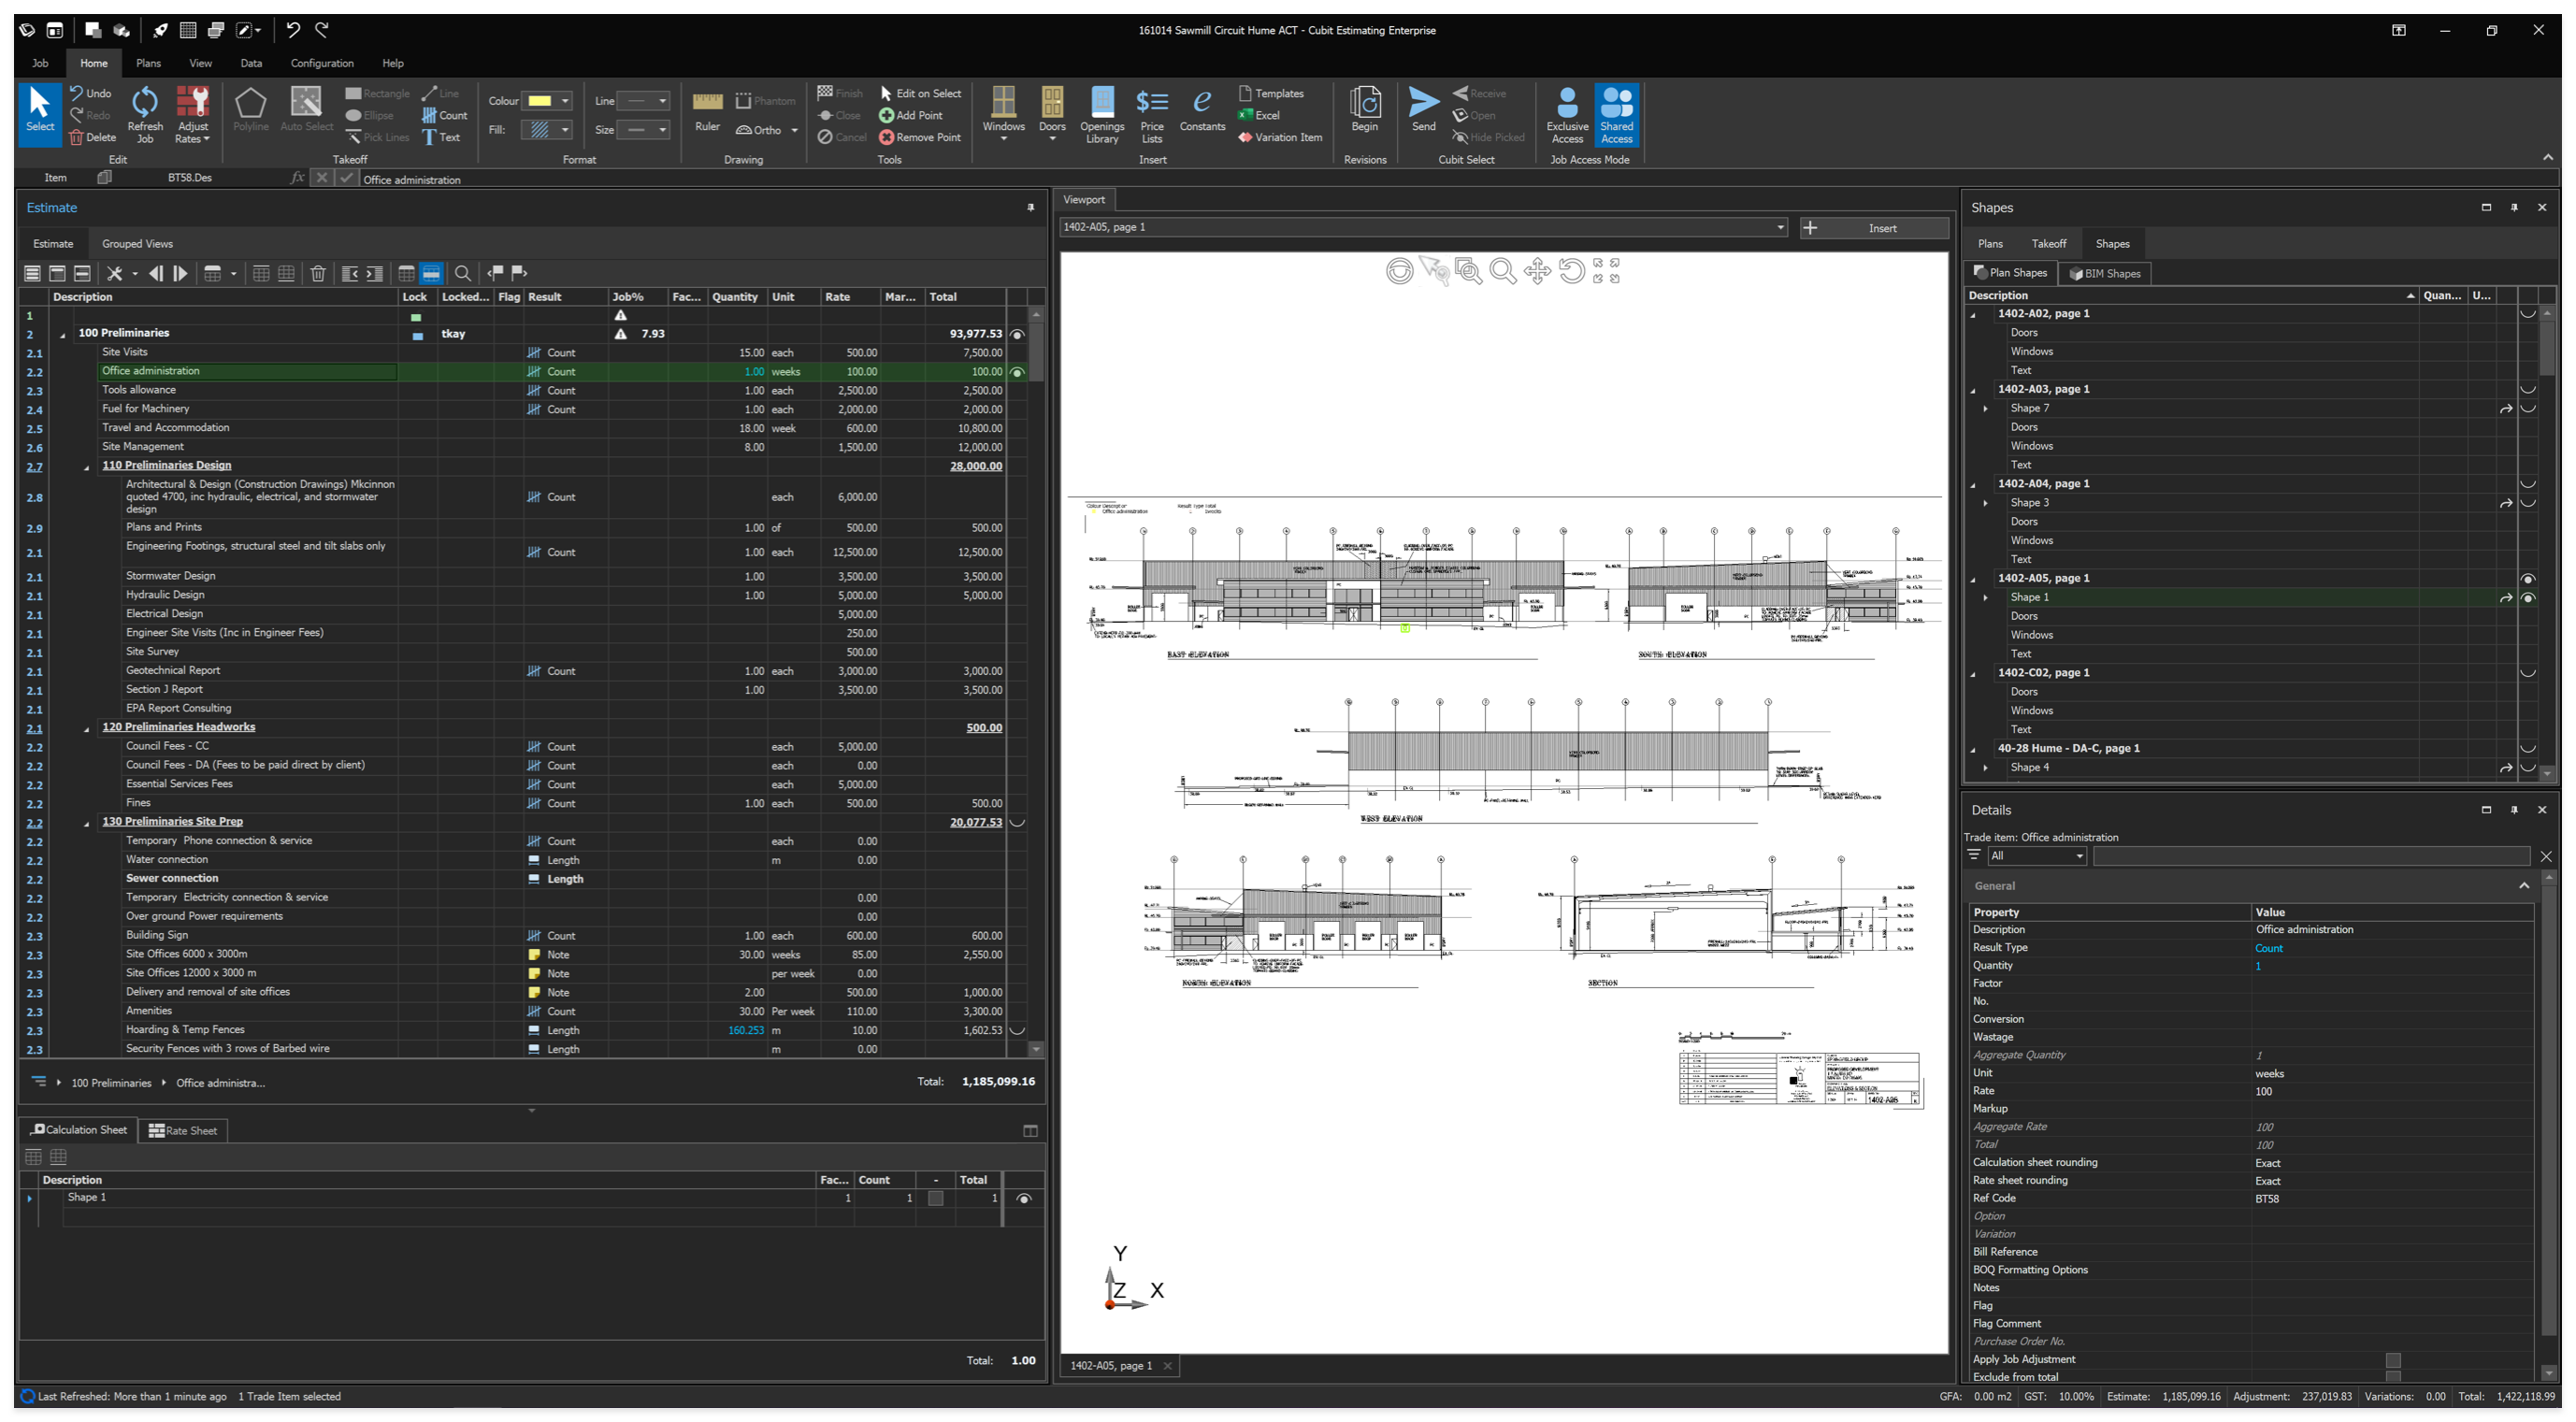 161014 Sawmill Circuit Hume ACT - Cubit Estimating Enterprise
Job Home Plans View Data Configuration Help
Select Undo Redo Delete Refresh Job Adjust Rates Edit
Polyline Auto Select Rectangle Ellipse Pick Lines Line Count Text Takeoff
Colour Fill: Line Size Format
Ruler Phantom Ortho Drawing
Finish Close Cancel Edit on Select Add Point Remove Point Tools
Windows Doors Openings Library Price Lists Constants Templates Excel Variation Item Insert
Begin Revisions
Send Receive Open Hide Picked Cubit Select
Exclusive Access Shared Access Job Access Mode
Item BT58.Des fx Office administration
Estimate
Estimate Grouped Views
Description Lock Locked... Flag Result Job% Fac... Quantity Unit Rate Mar... Total
1
2 100 Preliminaries tkay 7.93 93,977.53
2.1 Site Visits Count 15.00 each 500.00 7,500.00
2.2 Office administration Count 1.00 weeks 100.00 100.00
2.3 Tools allowance Count 1.00 each 2,500.00 2,500.00
2.4 Fuel for Machinery Count 1.00 each 2,000.00 2,000.00
2.5 Travel and Accommodation 18.00 week 600.00 10,800.00
2.6 Site Management 8.00 1,500.00 12,000.00
2.7 110 Preliminaries Design 28,000.00
Architectural & Design (Construction Drawings) Mkcinnon
2.8 quoted 4700, inc hydraulic, electrical, and stormwater Count each 6,000.00
design
2.9 Plans and Prints 1.00 of 500.00 500.00
2.1 Engineering Footings, structural steel and tilt slabs only Count 1.00 each 12,500.00 12,500.00
2.1 Stormwater Design 1.00 3,500.00 3,500.00
2.1 Hydraulic Design 1.00 5,000.00 5,000.00
2.1 Electrical Design 5,000.00
2.1 Engineer Site Visits (Inc in Engineer Fees) 250.00
2.1 Site Survey 500.00
2.1 Geotechnical Report Count 1.00 each 3,000.00 3,000.00
2.1 Section J Report 1.00 3,500.00 3,500.00
2.1 EPA Report Consulting
2.1 120 Preliminaries Headworks 500.00
2.2 Council Fees - CC Count each 5,000.00
2.2 Council Fees - DA (Fees to be paid direct by client) Count each 0.00
2.2 Essential Services Fees Count each 5,000.00
2.2 Fines Count 1.00 each 500.00 500.00
2.2 130 Preliminaries Site Prep 20,077.53
2.2 Temporary Phone connection & service Count each 0.00
2.2 Water connection Length m 0.00
2.2 Sewer connection Length
2.2 Temporary Electricity connection & service 0.00
2.2 Over ground Power requirements 0.00
2.3 Building Sign Count 1.00 each 600.00 600.00
2.3 Site Offices 6000 x 3000m Note 30.00 weeks 85.00 2,550.00
2.3 Site Offices 12000 x 3000 m Note per week 0.00
2.3 Delivery and removal of site offices Note 2.00 500.00 1,000.00
2.3 Amenities Count 30.00 Per week 110.00 3,300.00
2.3 Hoarding & Temp Fences Length 160.253 m 10.00 1,602.53
2.3 Security Fences with 3 rows of Barbed wire Length m 0.00
100 Preliminaries Office administra... Total: 1,185,099.16
Calculation Sheet Rate Sheet
Description Fac... Count - Total
Shape 1 1 1 1
Total: 1.00
Viewport
1402-A05, page 1 Insert
Office administration
EAST ELEVATION SOUTH ELEVATION
WEST ELEVATION
NORTH ELEVATION SECTION
1402-A05
Y
Z X
1402-A05, page 1
Shapes
Plans Takeoff Shapes
Plan Shapes BIM Shapes
Description Quan... U...
1402-A02, page 1
Doors
Windows
Text
1402-A03, page 1
Shape 7
Doors
Windows
Text
1402-A04, page 1
Shape 3
Doors
Windows
Text
1402-A05, page 1
Shape 1
Doors
Windows
Text
1402-C02, page 1
Doors
Windows
Text
40-28 Hume - DA-C, page 1
Shape 4
Details
Trade item: Office administration
All
General
Property Value
Description Office administration
Result Type Count
Quantity 1
Factor
No.
Conversion
Wastage
Aggregate Quantity 1
Unit weeks
Rate 100
Markup
Aggregate Rate 100
Total 100
Calculation sheet rounding Exact
Rate sheet rounding Exact
Ref Code BT58
Option
Variation
Bill Reference
BOQ Formatting Options
Notes
Flag
Flag Comment
Purchase Order No.
Apply Job Adjustment
Exclude from total
Last Refreshed: More than 1 minute ago 1 Trade Item selected
GFA: 0.00 m2 GST: 10.00% Estimate: 1,185,099.16 Adjustment: 237,019.83 Variations: 0.00 Total: 1,422,118.99